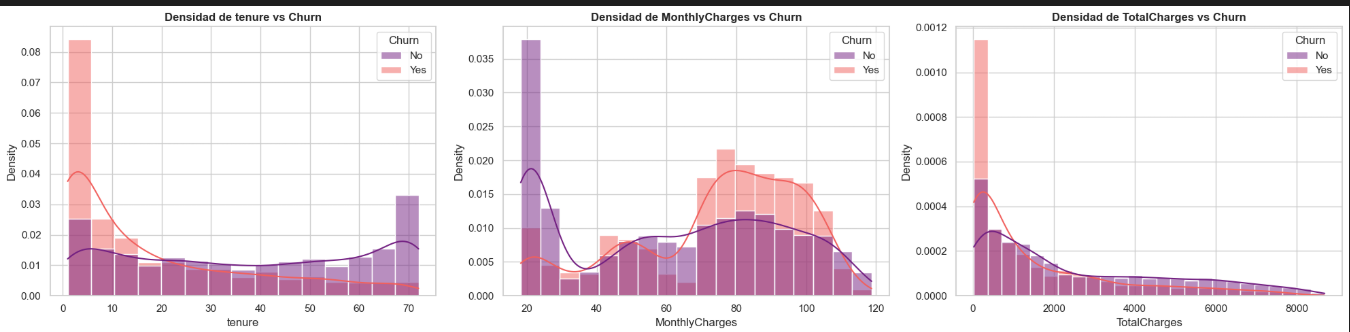 Densidad de tenure vs Churn
Density
0.08
0.07
0.06
0.05
0.04
0.03
0.02
0.01
0.00
0 10 20 30 40 50 60 70
tenure
Churn
No
Yes
Densidad de MonthlyCharges vs Churn
Density
0.035
0.030
0.025
0.020
0.015
0.010
0.005
0.000
20 40 60 80 100 120
MonthlyCharges
Churn
No
Yes
Densidad de TotalCharges vs Churn
Density
0.0012
0.0010
0.0008
0.0006
0.0004
0.0002
0.0000
0 2000 4000 6000 8000
TotalCharges
Churn
No
Yes